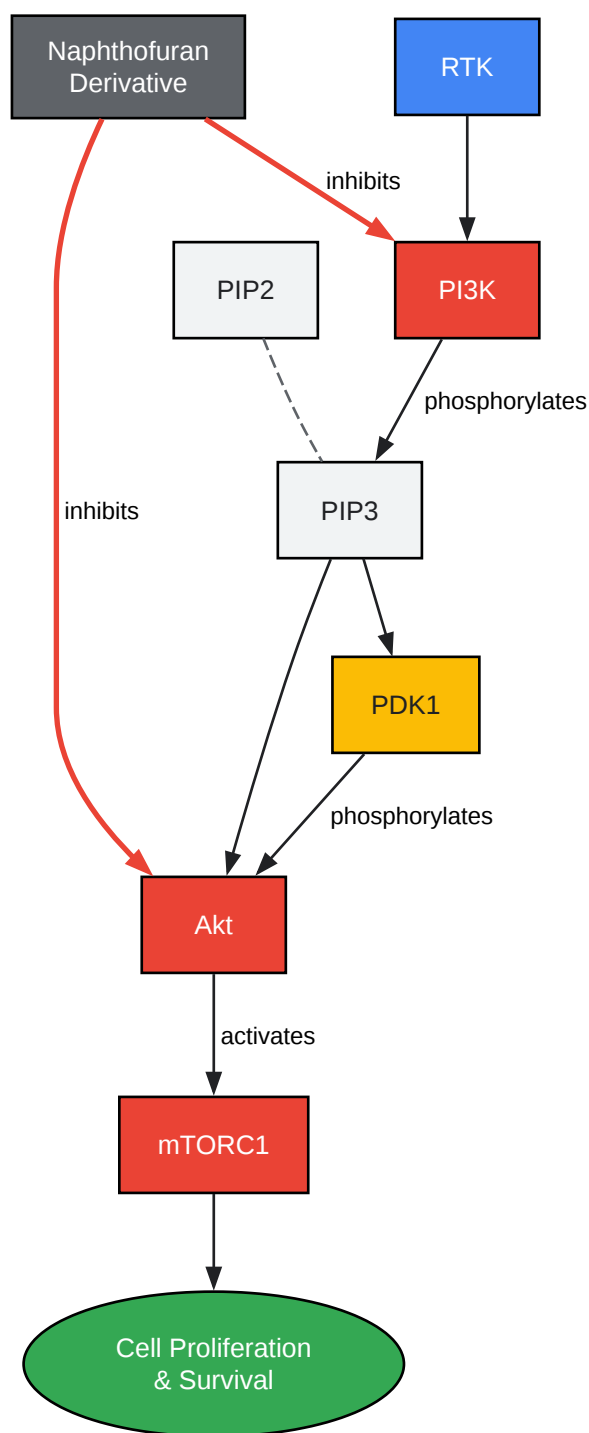 Naphthofuran
Derivative
RTK
inhibits
PIP2
PI3K
phosphorylates
inhibits
PIP3
PDK1
phosphorylates
Akt
activates
mTORC1
Cell Proliferation
& Survival